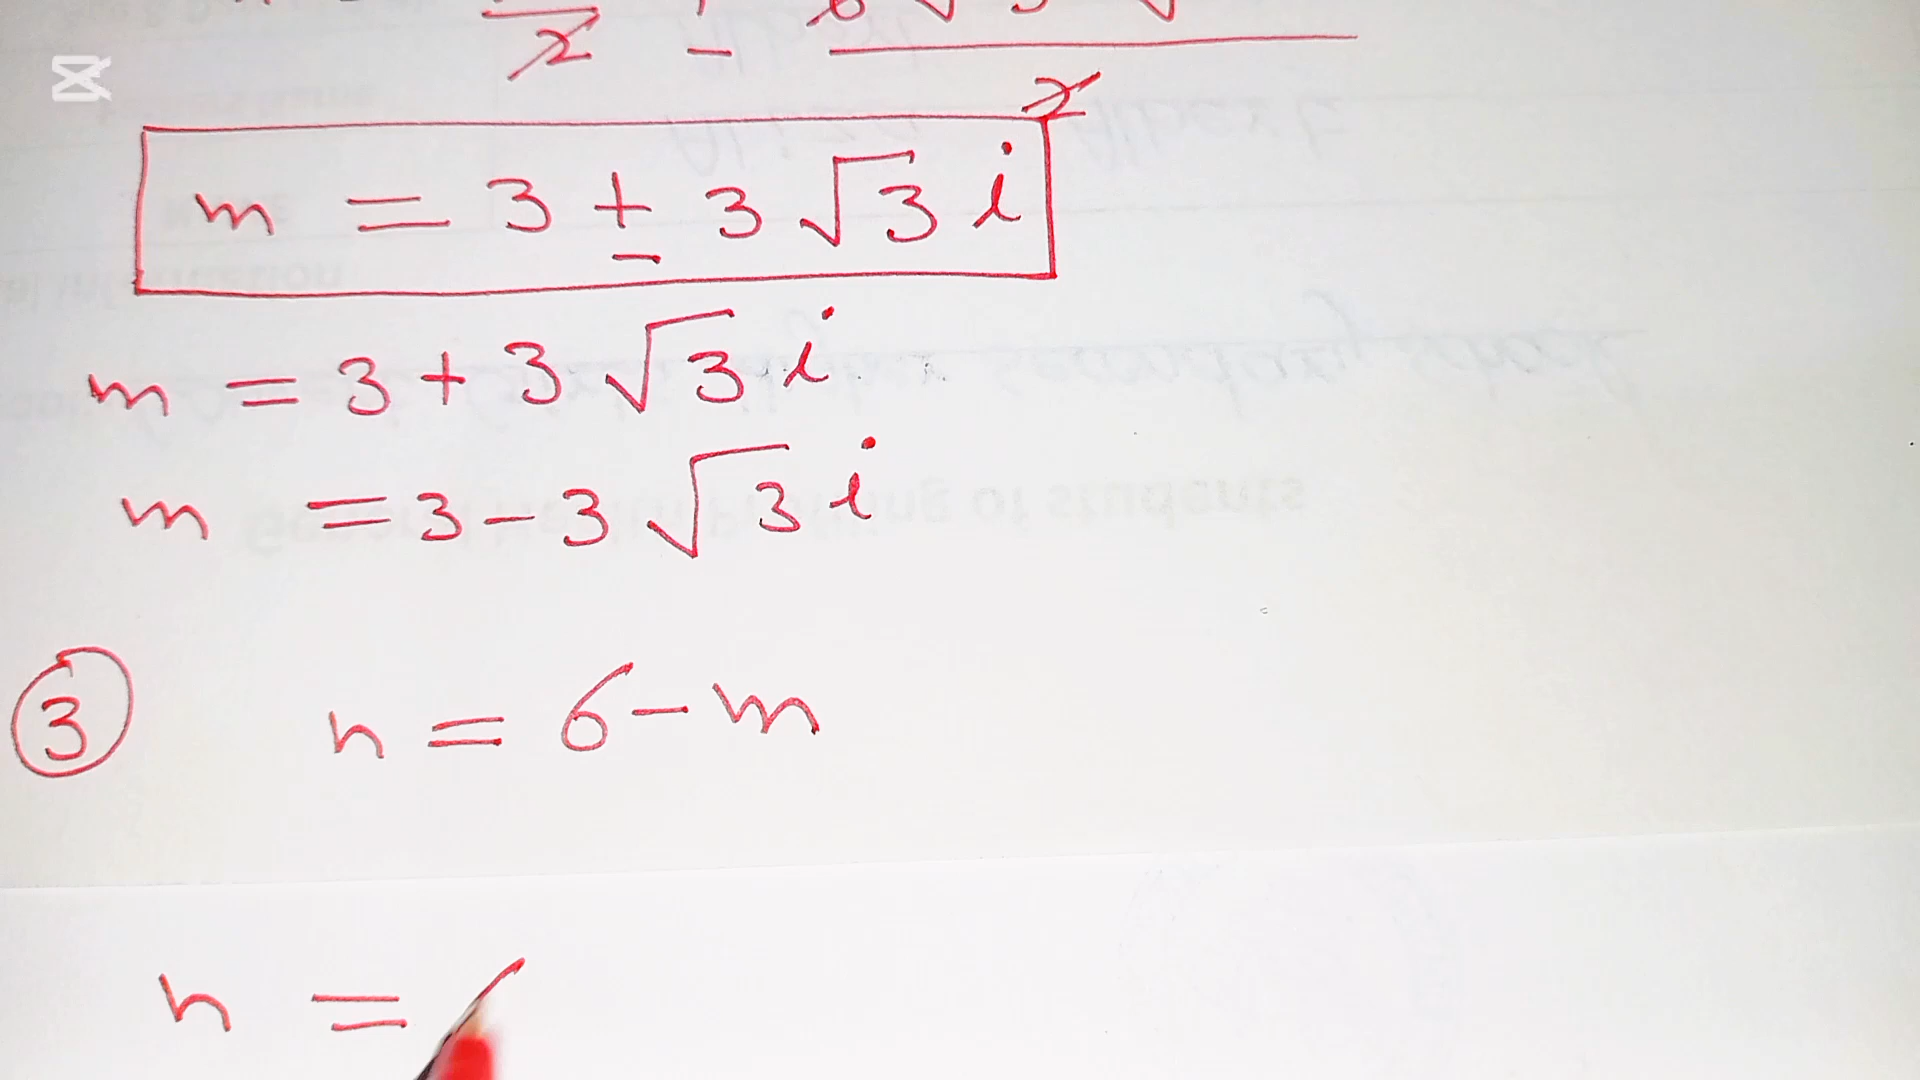 m = 3 ± 3√3 i
m = 3 + 3√3 i
m = 3 - 3√3 i
③ n = 6 - m
n =